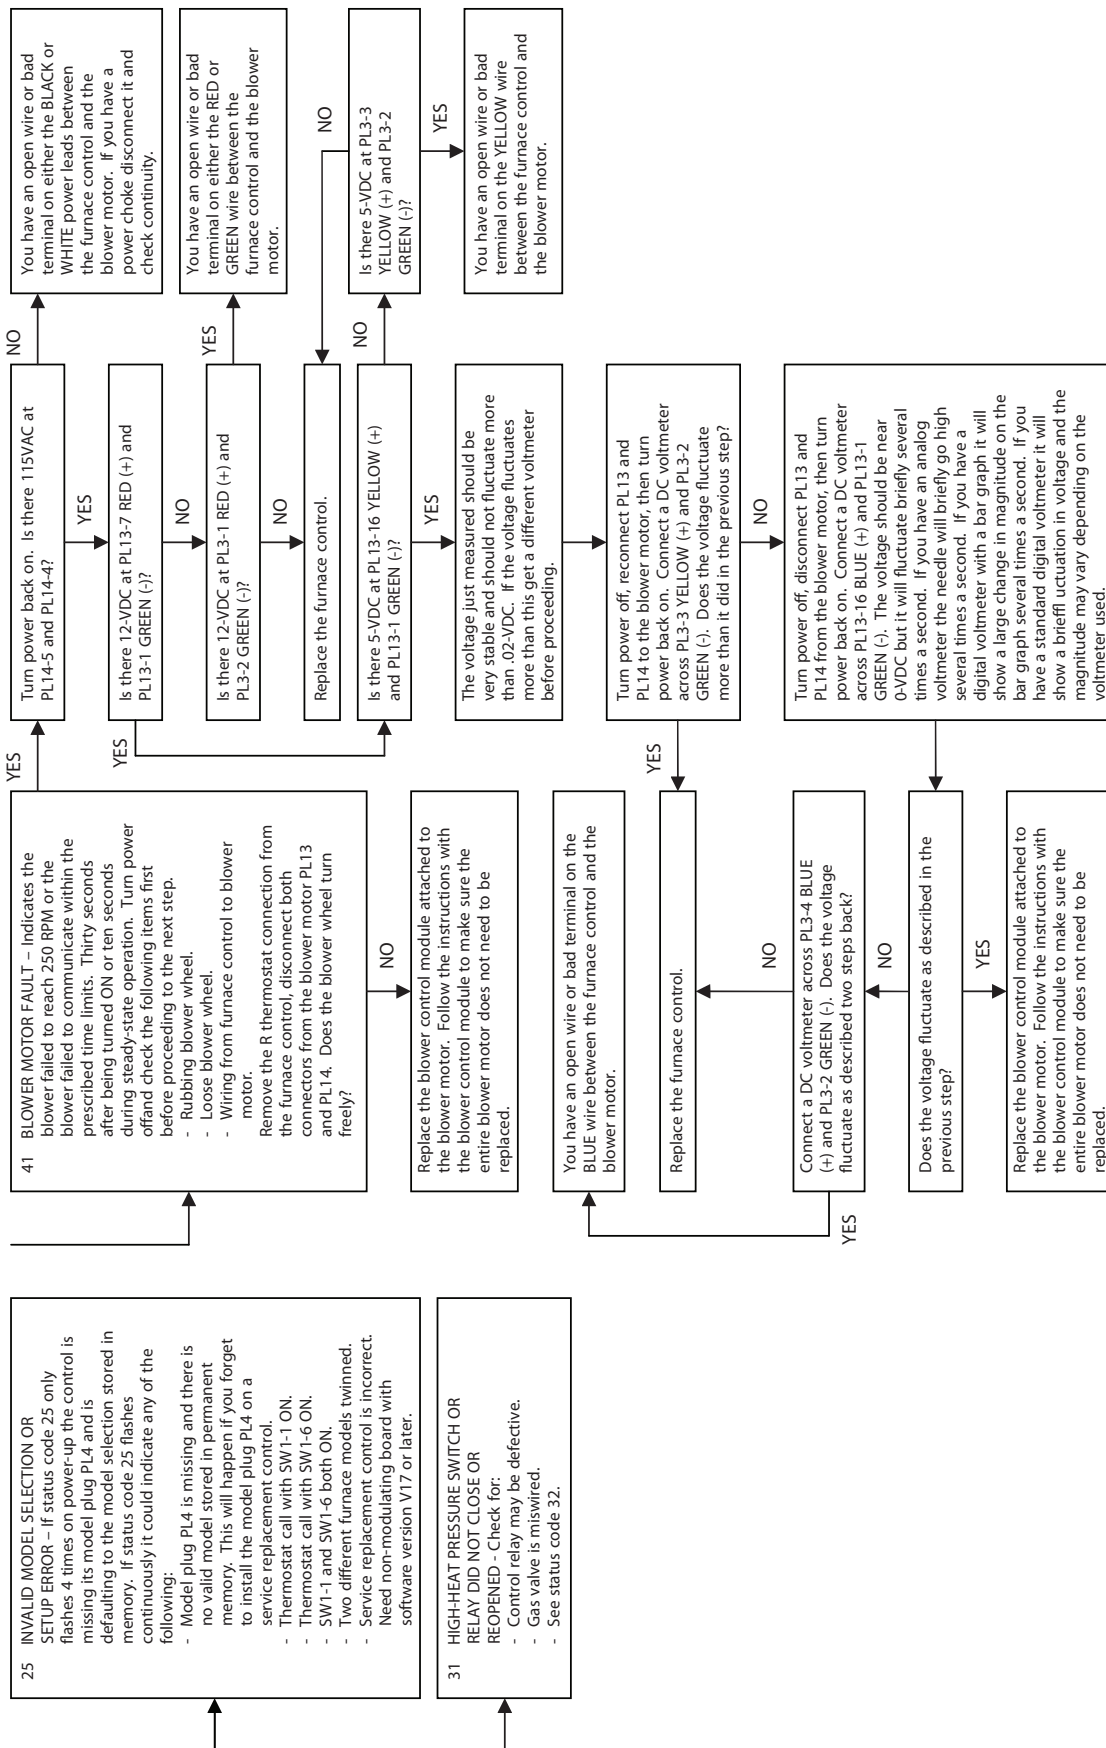 25 INVALID MODEL SELECTION OR
SETUP ERROR – If status code 25 only
flashes 4 times on power-up the control is
missing its model plug PL4 and is
defaulting to the model selection stored in
memory. If status code 25 flashes
continuously it could indicate any of the
following:
- Model plug PL4 is missing and there is
no valid model stored in permanent
memory. This will happen if you forget
to install the model plug PL4 on a
service replacement control.
- Thermostat call with SW1-1 ON.
- Thermostat call with SW1-6 ON.
- SW1-1 and SW1-6 both ON.
- Two different furnace models twinned.
- Service replacement control is incorrect.
Need non-modulating board with
software version V17 or later.
31 HIGH-HEAT PRESSURE SWITCH OR
RELAY DID NOT CLOSE OR
REOPENED - Check for:
- Control relay may be defective.
- Gas valve is miswired.
- See status code 32.
41 BLOWER MOTOR FAULT – Indicates the
blower failed to reach 250 RPM or the
blower failed to communicate within the
prescribed time limits. Thirty seconds
after being turned ON or ten seconds
during steady-state operation. Turn power
offand check the following items first
before proceeding to the next step.
- Rubbing blower wheel.
- Loose blower wheel.
- Wiring from furnace control to blower
motor.
Remove the R thermostat connection from
the furnace control, disconnect both
connectors from the blower motor PL13
and PL14. Does the blower wheel turn
freely?
YES
NO
Replace the blower control module attached to
the blower motor. Follow the instructions with
the blower control module to make sure the
entire blower motor does not need to be
replaced.
Turn power back on. Is there 115VAC at
PL14-5 and PL14-4?
NO
You have an open wire or bad
terminal on either the BLACK or
WHITE power leads between
the furnace control and the
blower motor. If you have a
power choke disconnect it and
check continuity.
YES
Is there 12-VDC at PL13-7 RED (+) and
PL13-1 GREEN (-)?
YES
NO
Is there 12-VDC at PL3-1 RED (+) and
PL3-2 GREEN (-)?
YES
You have an open wire or bad
terminal on either the RED or
GREEN wire between the
furnace control and the blower
motor.
NO
Replace the furnace control.
Is there 5-VDC at PL13-16 YELLOW (+)
and PL13-1 GREEN (-)?
NO
Is there 5-VDC at PL3-3
YELLOW (+) and PL3-2
GREEN (-)?
NO
YES
You have an open wire or bad
terminal on the YELLOW wire
between the furnace control and
the blower motor.
YES
The voltage just measured should be
very stable and should not fluctuate more
than .02-VDC. If the voltage fluctuates
more than this get a different voltmeter
before proceeding.
Turn power off, reconnect PL13 and
PL14 to the blower motor, then turn
power back on. Connect a DC voltmeter
across PL3-3 YELLOW (+) and PL3-2
GREEN (-). Does the voltage fluctuate
more than it did in the previous step?
YES
Replace the furnace control.
NO
Turn power off, disconnect PL13 and
PL14 from the blower motor, then turn
power back on. Connect a DC voltmeter
across PL13-16 BLUE (+) and PL13-1
GREEN (-). The voltage should be near
0-VDC but it will fluctuate briefly several
times a second. If you have an analog
voltmeter the needle will briefly go high
several times a second. If you have a
digital voltmeter with a bar graph it will
show a large change in magnitude on the
bar graph several times a second. If you
have a standard digital voltmeter it will
show a brieffl uctuation in voltage and the
magnitude may vary depending on the
voltmeter used.
Does the voltage fluctuate as described in the
previous step?
NO
Connect a DC voltmeter across PL3-4 BLUE
(+) and PL3-2 GREEN (-). Does the voltage
fluctuate as described two steps back?
NO
YES
You have an open wire or bad terminal on the
BLUE wire between the furnace control and the
blower motor.
YES
Replace the blower control module attached to
the blower motor. Follow the instructions with
the blower control module to make sure the
entire blower motor does not need to be
replaced.